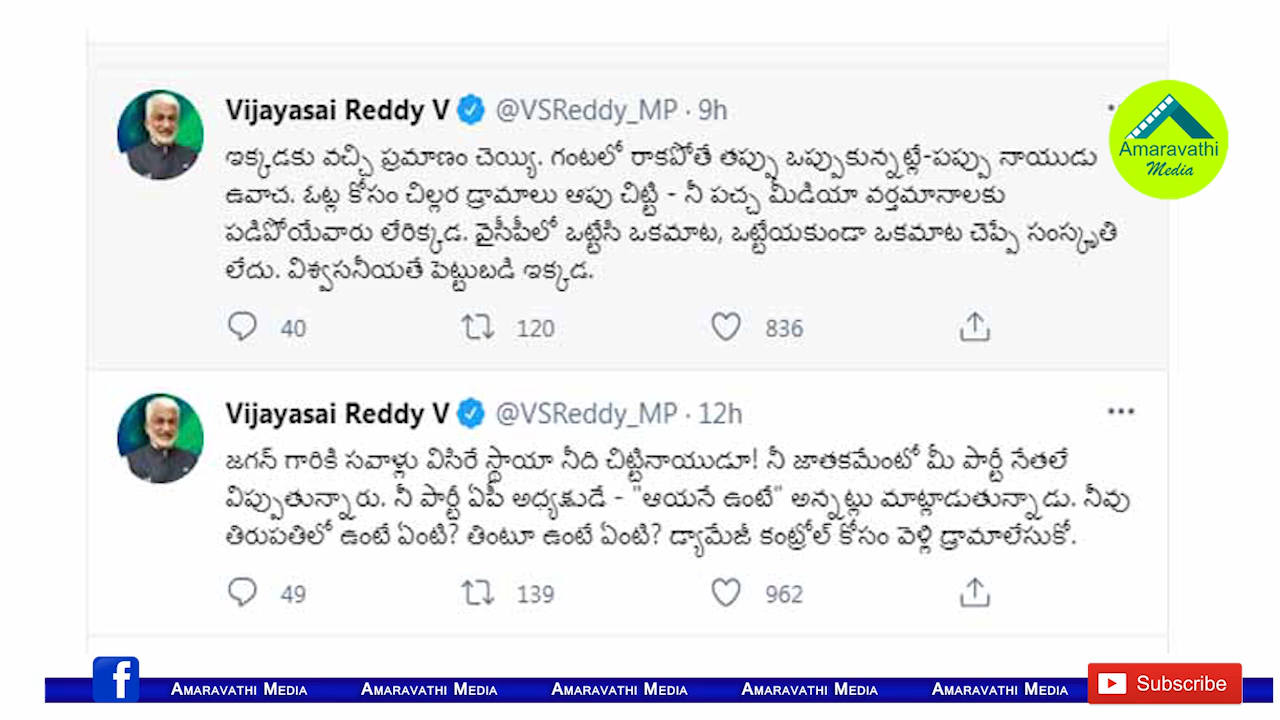 Vijayasai Reddy V @VSReddy_MP · 9h
ఇక్కడకు వచ్చి ప్రమాణం చెయ్యి. గంటలో రాకపోతే తప్పు ఒప్పుకున్నట్లే-పప్పు నాయుడు
ఉవాచ. ఓట్ల కోసం చిల్లర డ్రామాలు ఆపు చిట్టి - నీ పచ్చ మీడియా వర్తమానాలకు
పడిపోయేవారు లేరిక్కడ. వైసీపీలో ఒట్టేసి ఒకమాట, ఒట్టేయకుండా ఒకమాట చెప్పే సంస్కృతి
లేదు. విశ్వసనీయతే పెట్టుబడి ఇక్కడ.
40 120 836
Amaravathi
Media
Vijayasai Reddy V @VSReddy_MP · 12h
జగన్ గారికి సవాళ్లు విసిరే స్థాయా నీది చిట్టినాయుడూ! నీ జాతకమేంటో మీ పార్టీ నేతలే
విప్పుతున్నారు. నీ పార్టీ ఏపీ అధ్యక్షుడే - "ఆయనే ఉంటే" అన్నట్లు మాట్లాడుతున్నాడు. నీవు
తిరుపతిలో ఉంటే ఏంటి? తింటూ ఉంటే ఏంటి? డ్యామేజీ కంట్రోల్ కోసం వెళ్లి డ్రామాలేసుకో.
49 139 962
f AMARAVATHI MEDIA AMARAVATHI MEDIA AMARAVATHI MEDIA AMARAVATHI MEDIA AMARAVATHI MEDIA Subscribe